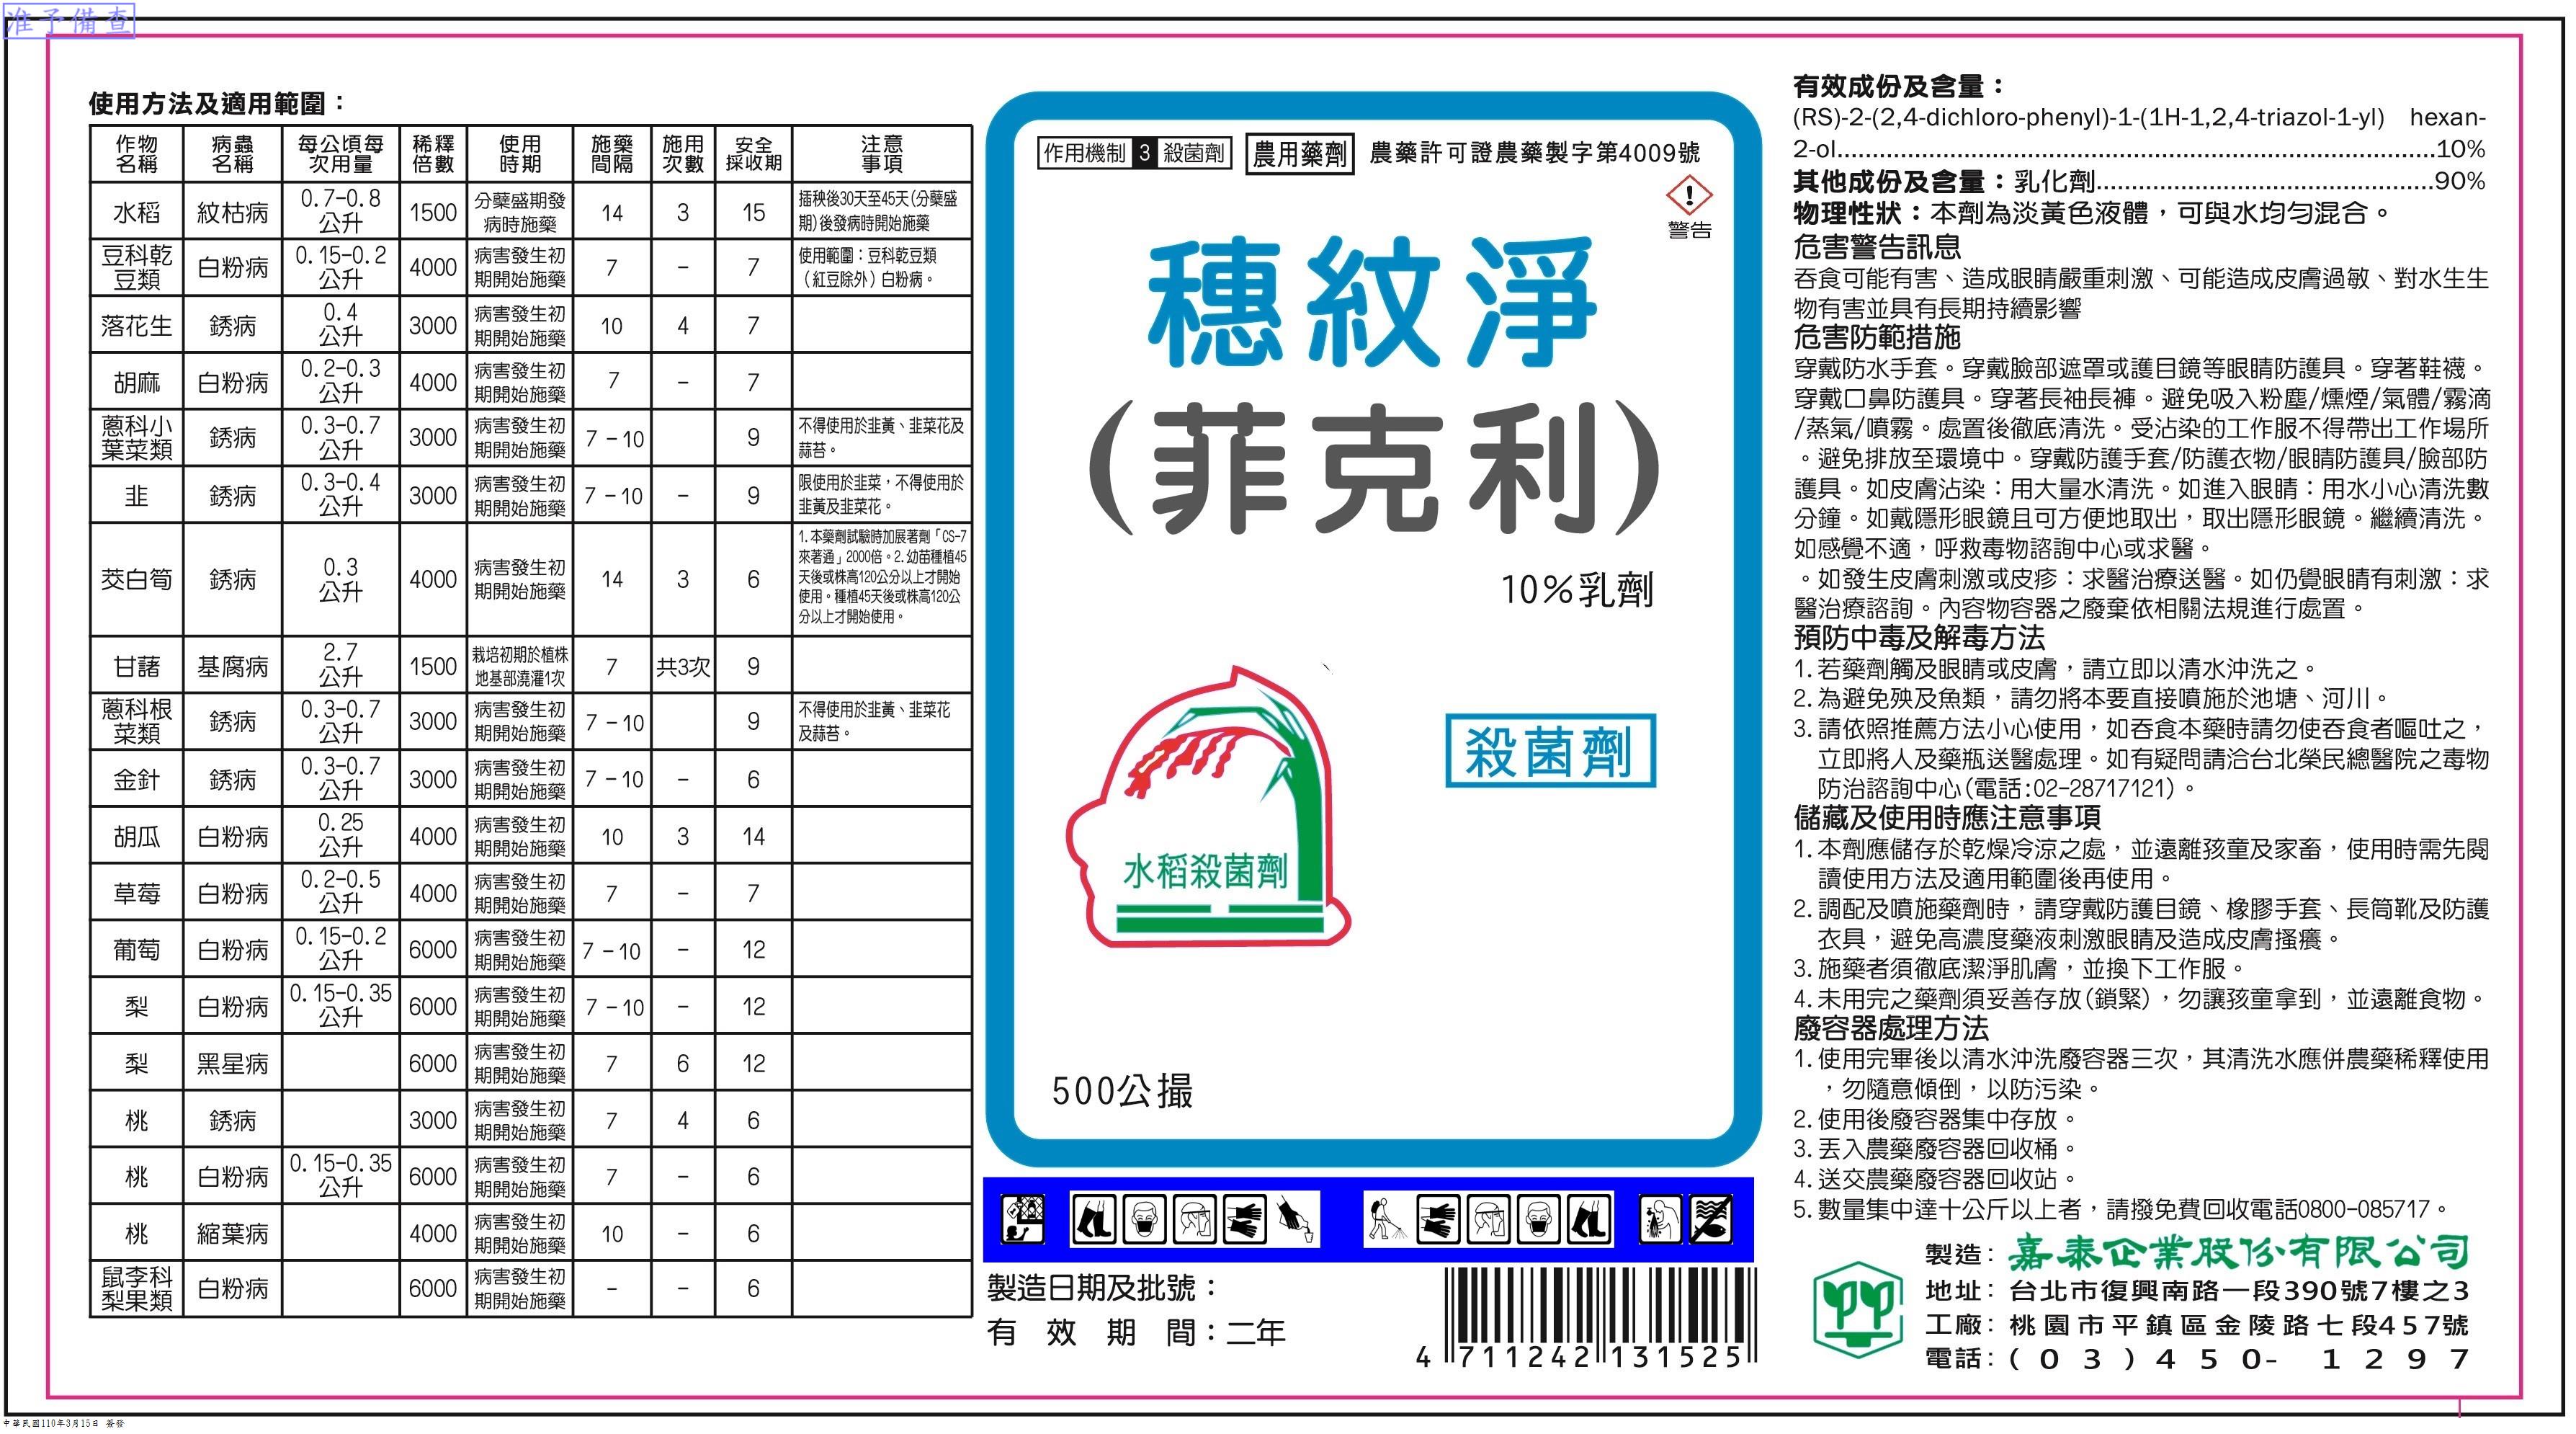 准予備查
使用方法及適用範圍：
作物名稱 病蟲名稱 每公頃每次用量 稀釋倍數 使用時期 施藥間隔 施用次數 安全採收期 注意事項
水稻 紋枯病 0.7-0.8公升 1500 分蘗盛期發病時施藥 14 3 15 插秧後30天至45天(分蘗盛期)後發病時開始施藥
豆科乾豆類 白粉病 0.15-0.2公升 4000 病害發生初期開始施藥 7 - 7 使用範圍：豆科乾豆類（紅豆除外）白粉病。
落花生 銹病 0.4公升 3000 病害發生初期開始施藥 10 4 7
胡麻 白粉病 0.2-0.3公升 4000 病害發生初期開始施藥 7 - 7
蔥科小葉菜類 銹病 0.3-0.7公升 3000 病害發生初期開始施藥 7-10 9 不得使用於韭黃、韭菜花及蒜苔。
韭 銹病 0.3-0.4公升 3000 病害發生初期開始施藥 7-10 - 9 限使用於韭菜，不得使用於韭黃及韭菜花。
茭白筍 銹病 0.3公升 4000 病害發生初期開始施藥 14 3 6 1.本藥劑試驗時加展著劑「CS-7來著通」2000倍。2.幼苗種植45天後或株高120公分以上才開始使用。種植45天後或株高120公分以上才開始使用。
甘藷 基腐病 2.7公升 1500 栽培初期於植株地基部澆灌1次 7 共3次 9
蔥科根菜類 銹病 0.3-0.7公升 3000 病害發生初期開始施藥 7-10 9 不得使用於韭黃、韭菜花及蒜苔。
金針 銹病 0.3-0.7公升 3000 病害發生初期開始施藥 7-10 - 6
胡瓜 白粉病 0.25公升 4000 病害發生初期開始施藥 10 3 14
草莓 白粉病 0.2-0.5公升 4000 病害發生初期開始施藥 7 - 7
葡萄 白粉病 0.15-0.2公升 6000 病害發生初期開始施藥 7-10 - 12
梨 白粉病 0.15-0.35公升 6000 病害發生初期開始施藥 7-10 - 12
梨 黑星病 6000 病害發生初期開始施藥 7 6 12
桃 銹病 3000 病害發生初期開始施藥 7 4 6
桃 白粉病 0.15-0.35公升 6000 病害發生初期開始施藥 7 - 6
桃 縮葉病 4000 病害發生初期開始施藥 10 - 6
鼠李科梨果類 白粉病 6000 病害發生初期開始施藥 - - 6
作用機制 3 殺菌劑 農用藥劑 農藥許可證農藥製字第4009號
警告
穗紋淨
(菲克利)
10%乳劑
殺菌劑
水稻殺菌劑
500公撮
製造日期及批號：
有效期間：二年
4 711242 131525
有效成份及含量：
(RS)-2-(2,4-dichloro-phenyl)-1-(1H-1,2,4-triazol-1-yl) hexan-
2-ol........10%
其他成份及含量：乳化劑........90%
物理性狀：本劑為淡黃色液體，可與水均勻混合。
危害警告訊息
吞食可能有害、造成眼睛嚴重刺激、可能造成皮膚過敏、對水生生
物有害並具有長期持續影響
危害防範措施
穿戴防水手套。穿戴臉部遮罩或護目鏡等眼睛防護具。穿著鞋襪。
穿戴口鼻防護具。穿著長袖長褲。避免吸入粉塵/燻煙/氣體/霧滴
/蒸氣/噴霧。處置後徹底清洗。受沾染的工作服不得帶出工作場所
。避免排放至環境中。穿戴防護手套/防護衣物/眼睛防護具/臉部防
護具。如皮膚沾染：用大量水清洗。如進入眼睛：用水小心清洗數
分鐘。如戴隱形眼鏡且可方便地取出，取出隱形眼鏡。繼續清洗。
如感覺不適，呼救毒物諮詢中心或求醫。
。如發生皮膚刺激或皮疹：求醫治療送醫。如仍覺眼睛有刺激：求
醫治療諮詢。內容物容器之廢棄依相關法規進行處置。
預防中毒及解毒方法
1.若藥劑觸及眼睛或皮膚，請立即以清水沖洗之。
2.為避免殃及魚類，請勿將本要直接噴施於池塘、河川。
3.請依照推薦方法小心使用，如吞食本藥時請勿使吞食者嘔吐之，
立即將人及藥瓶送醫處理。如有疑問請洽台北榮民總醫院之毒物
防治諮詢中心(電話:02-28717121)。
儲藏及使用時應注意事項
1.本劑應儲存於乾燥冷涼之處，並遠離孩童及家畜，使用時需先閱
讀使用方法及適用範圍後再使用。
2.調配及噴施藥劑時，請穿戴防護目鏡、橡膠手套、長筒靴及防護
衣具，避免高濃度藥液刺激眼睛及造成皮膚搔癢。
3.施藥者須徹底潔淨肌膚，並換下工作服。
4.未用完之藥劑須妥善存放(鎖緊)，勿讓孩童拿到，並遠離食物。
廢容器處理方法
1.使用完畢後以清水沖洗廢容器三次，其清洗水應併農藥稀釋使用
，勿隨意傾倒，以防污染。
2.使用後廢容器集中存放。
3.丟入農藥廢容器回收桶。
4.送交農藥廢容器回收站。
5.數量集中達十公斤以上者，請撥免費回收電話0800-085717。
製造：嘉泰企業股份有限公司
地址：台北市復興南路一段390號7樓之3
工廠：桃園市平鎮區金陵路七段457號
電話：(03)450-1297
中華民國110年3月15日 簽發